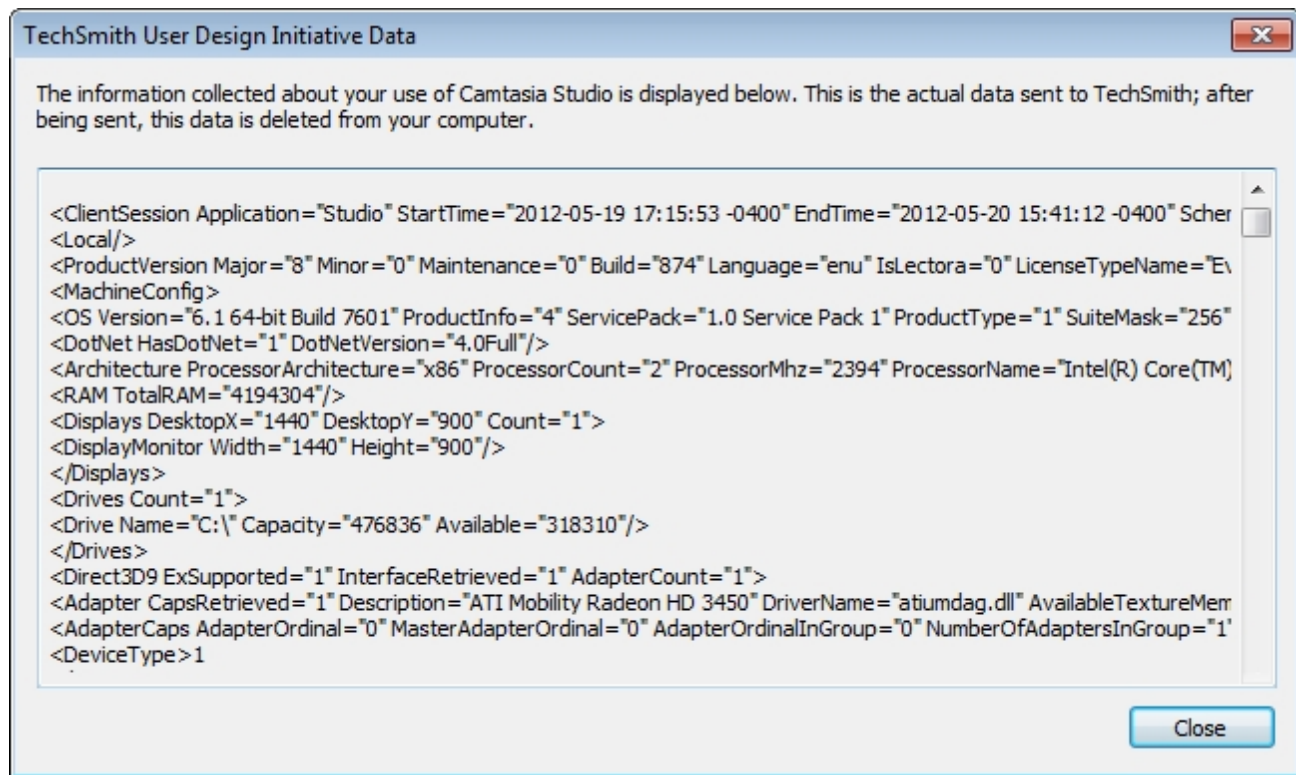 TechSmith User Design Initiative Data
The information collected about your use of Camtasia Studio is displayed below. This is the actual data sent to TechSmith; after
being sent, this data is deleted from your computer.
<ClientSession Application="Studio" StartTime="2012-05-19 17:15:53 -0400" EndTime="2012-05-20 15:41:12 -0400" Schem
<Local/>
<ProductVersion Major="8" Minor="0" Maintenance="0" Build="874" Language="enu" IsLectora="0" LicenseTypeName="Ev
<MachineConfig>
<OS Version="6.1 64-bit Build 7601" ProductInfo="4" ServicePack="1.0 Service Pack 1" ProductType="1" SuiteMask="256"
<DotNet HasDotNet="1" DotNetVersion="4.0Full"/>
<Architecture ProcessorArchitecture="x86" ProcessorCount="2" ProcessorMhz="2394" ProcessorName="Intel(R) Core(TM)
<RAM TotalRAM="4194304"/>
<Displays DesktopX="1440" DesktopY="900" Count="1">
<DisplayMonitor Width="1440" Height="900"/>
</Displays>
<Drives Count="1">
<Drive Name="C:\" Capacity="476836" Available="318310"/>
</Drives>
<Direct3D9 ExSupported="1" InterfaceRetrieved="1" AdapterCount="1">
<Adapter CapsRetrieved="1" Description="ATI Mobility Radeon HD 3450" DriverName="atiumdag.dll" AvailableTextureMem
<AdapterCaps AdapterOrdinal="0" MasterAdapterOrdinal="0" AdapterOrdinalInGroup="0" NumberOfAdaptersInGroup="1"
<DeviceType>1
Close